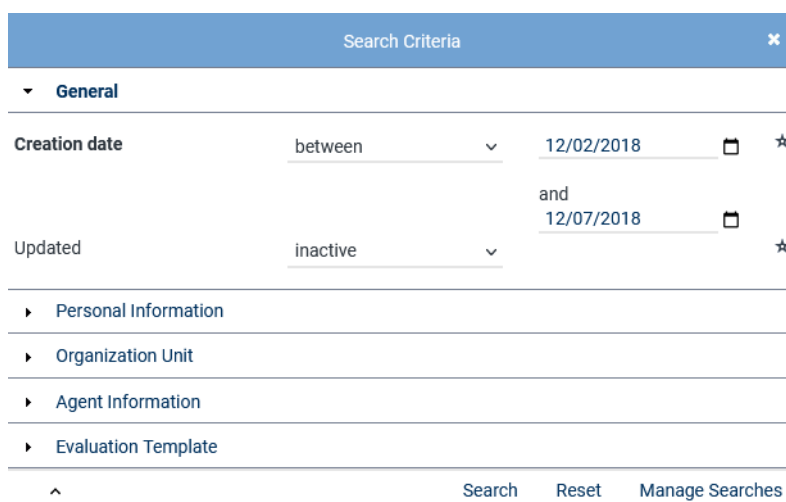 Search Criteria
General
Creation date between 12/02/2018
and
12/07/2018
Updated inactive
Personal Information
Organization Unit
Agent Information
Evaluation Template
Search Reset Manage Searches